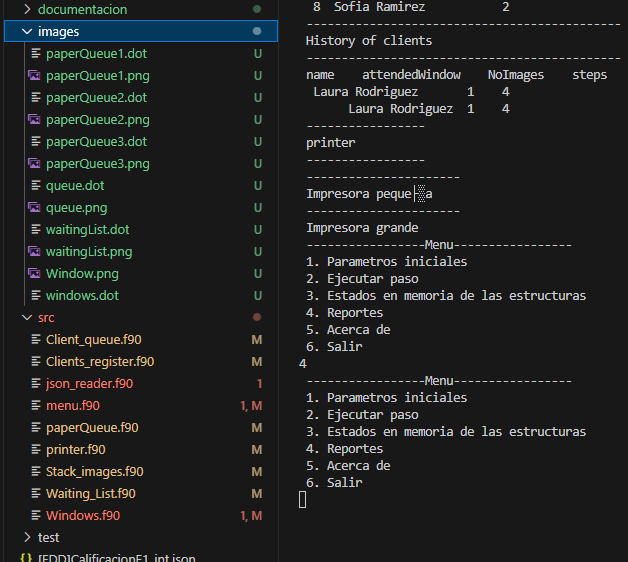 documentacion
images
paperQueue1.dot U
paperQueue1.png U
paperQueue2.dot U
paperQueue2.png U
paperQueue3.dot U
paperQueue3.png U
queue.dot U
queue.png U
waitingList.dot U
waitingList.png U
Window.png U
windows.dot U
src
Client_queue.f90 M
Clients_register.f90 M
json_reader.f90 1
menu.f90 1, M
paperQueue.f90 M
printer.f90 M
Stack_images.f90 M
Waiting_List.f90 M
Windows.f90 1, M
test
[EDD]CalificacionF1_int.json
8 Sofia Ramirez 2
---------------------------------------------
History of clients
---------------------------------------------
name attendedWindow NoImages steps
Laura Rodriguez 1 4
Laura Rodriguez 1 4
-----------------
printer
-----------------
----------------------
Impresora peque├▒a
----------------------
Impresora grande
-----------------Menu-----------------
1. Parametros iniciales
2. Ejecutar paso
3. Estados en memoria de las estructuras
4. Reportes
5. Acerca de
6. Salir
4
-----------------Menu-----------------
1. Parametros iniciales
2. Ejecutar paso
3. Estados en memoria de las estructuras
4. Reportes
5. Acerca de
6. Salir